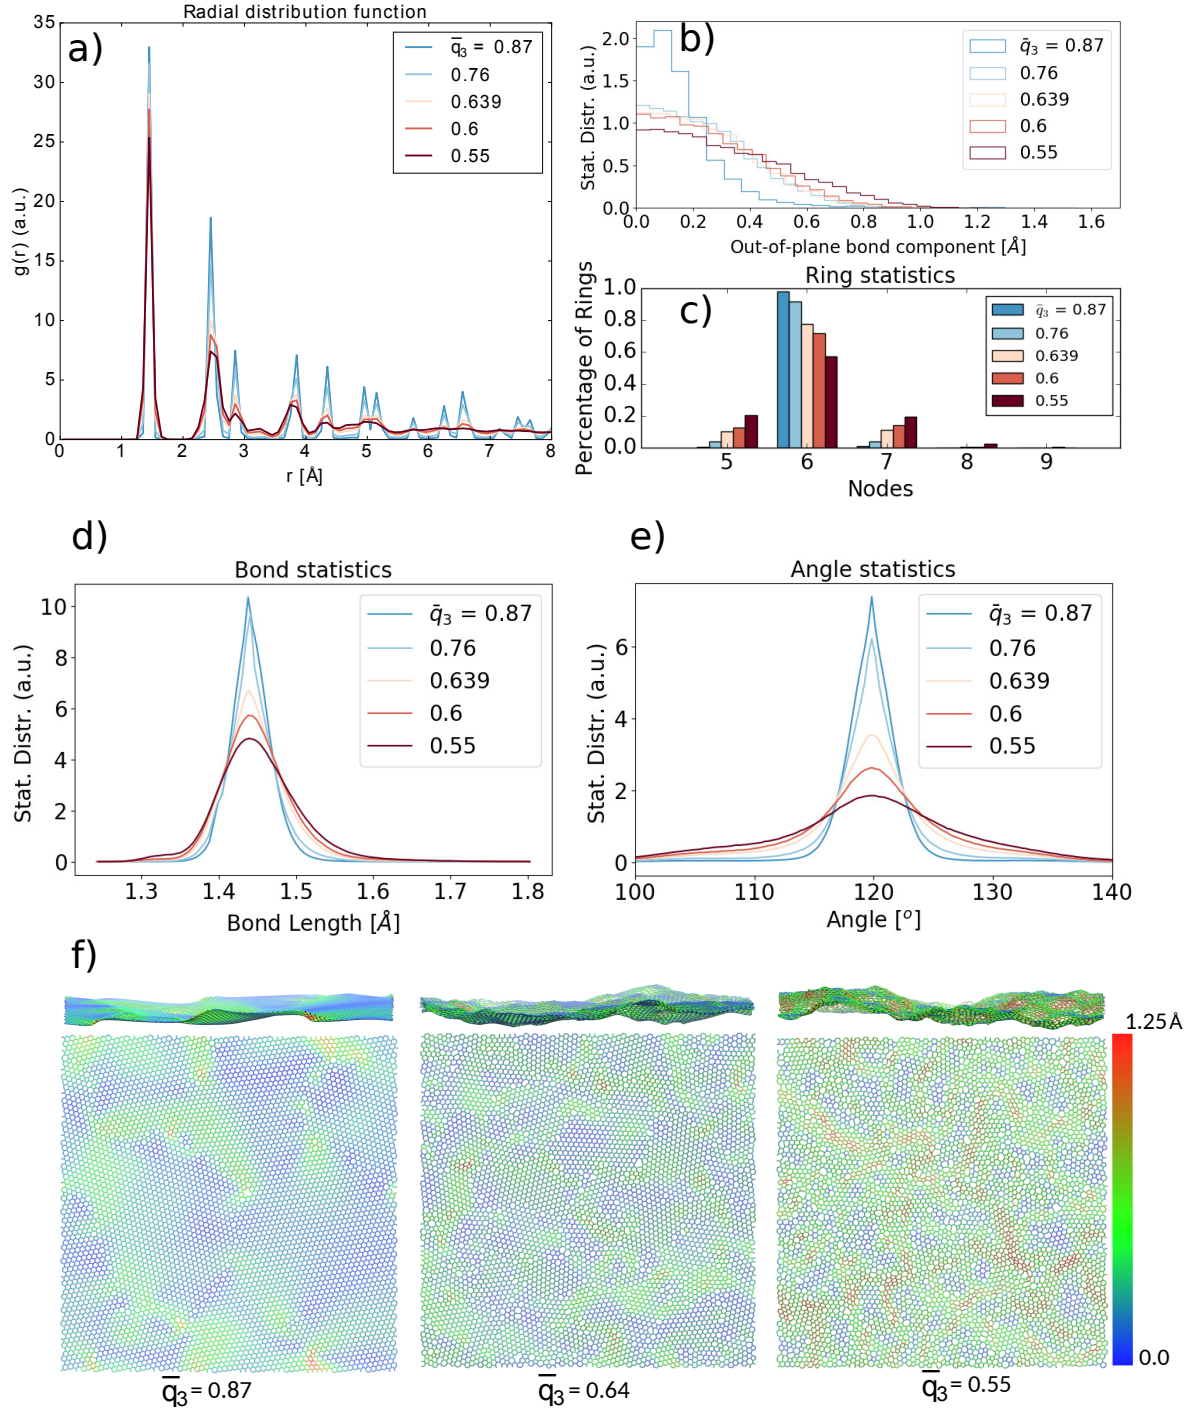 Radial distribution function
a)
35
30
25
20
15
10
5
0
g(r) (a.u.)
q̅3 = 0.87
0.76
0.639
0.6
0.55
0 1 2 3 4 5 6 7 8
r [Å]
b)
2.0
1.5
1.0
0.5
0.0
Stat. Distr. (a.u.)
q̄3 = 0.87
0.76
0.639
0.6
0.55
0.0 0.2 0.4 0.6 0.8 1.0 1.2 1.4 1.6
Out-of-plane bond component [Å]
Ring statistics
c)
1.0
0.8
0.6
0.4
0.2
0.0
Percentage of Rings
q̄3 = 0.87
0.76
0.639
0.6
0.55
5 6 7 8 9
Nodes
d)
Bond statistics
10
8
6
4
2
0
Stat. Distr. (a.u.)
q̄3 = 0.87
0.76
0.639
0.6
0.55
1.3 1.4 1.5 1.6 1.7 1.8
Bond Length [Å]
e)
Angle statistics
6
4
2
0
Stat. Distr. (a.u.)
q̄3 = 0.87
0.76
0.639
0.6
0.55
100 110 120 130 140
Angle [°]
f)
1.25Å
0.0
q̅3 = 0.87
q̅3 = 0.64
q̅3 = 0.55